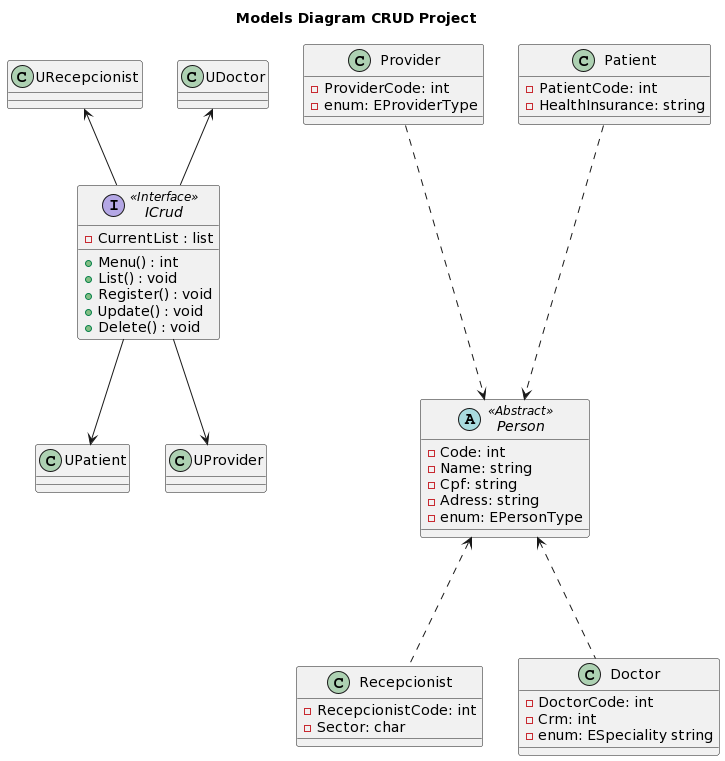 Models Diagram CRUD Project
C URecepcionist
C UDoctor
C Provider
ProviderCode: int
enum: EProviderType
C Patient
PatientCode: int
HealthInsurance: string
I «Interface»
ICrud
CurrentList : list
Menu() : int
List() : void
Register() : void
Update() : void
Delete() : void
C UPatient
C UProvider
A «Abstract»
Person
Code: int
Name: string
Cpf: string
Adress: string
enum: EPersonType
C Recepcionist
RecepcionistCode: int
Sector: char
C Doctor
DoctorCode: int
Crm: int
enum: ESpeciality string